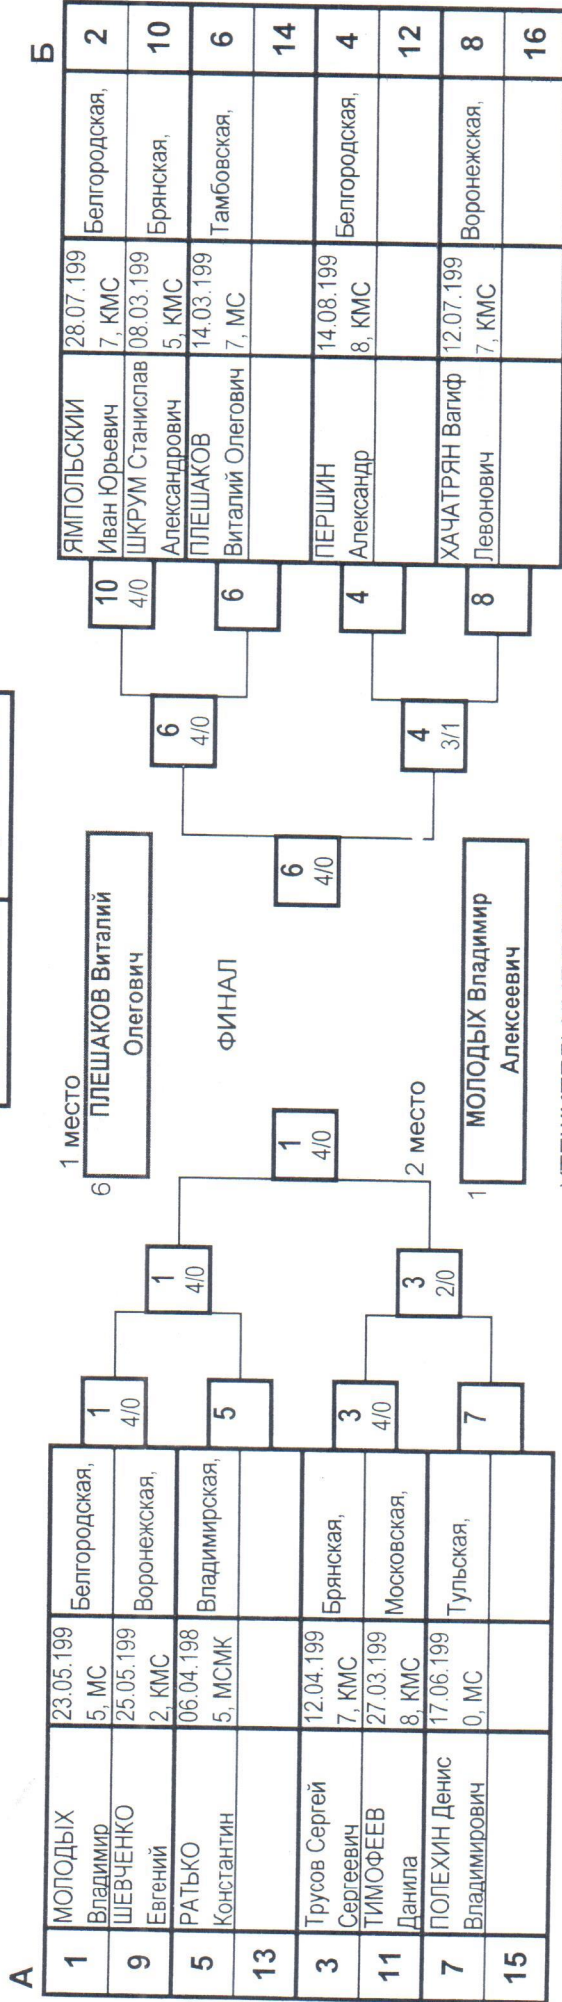 А
1
МОЛОДЫХ
Владимир
23.05.199
5, МС
Белгородская,
9
ШЕВЧЕНКО
Евгений
25.05.199
2, КМС
Воронежская,
5
РАТЬКО
Константин
06.04.198
5, МСМК
Владимирская,
13
3
Трусов Сергей
Сергеевич
12.04.199
7, КМС
Брянская,
11
ТИМОФЕЕВ
Данила
27.03.199
8, КМС
Московская,
7
ПОЛЕХИН Денис
Владимирович
17.06.199
0, МС
Тульская,
15
1
4/0
5
3
4/0
7
1
4/0
3
2/0
1
4/0
1 место
6
ПЛЕШАКОВ Виталий
Олегович
ФИНАЛ
2 место
1
МОЛОДЫХ Владимир
Алексеевич
6
4/0
6
4/0
4
3/1
10
4/0
6
4
8
Б
ЯМПОЛЬСКИЙ
Иван Юрьевич
28.07.199
7, КМС
Белгородская,
2
ШКРУМ Станислав
Александрович
08.03.199
5, КМС
Брянская,
10
ПЛЕШАКОВ
Виталий Олегович
14.03.199
7, МС
Тамбовская,
6
14
ПЕРШИН
Александр
14.08.199
8, КМС
Белгородская,
4
12
ХАЧАТРЯН Вагиф
Левонович
12.07.199
7, КМС
Воронежская,
8
16